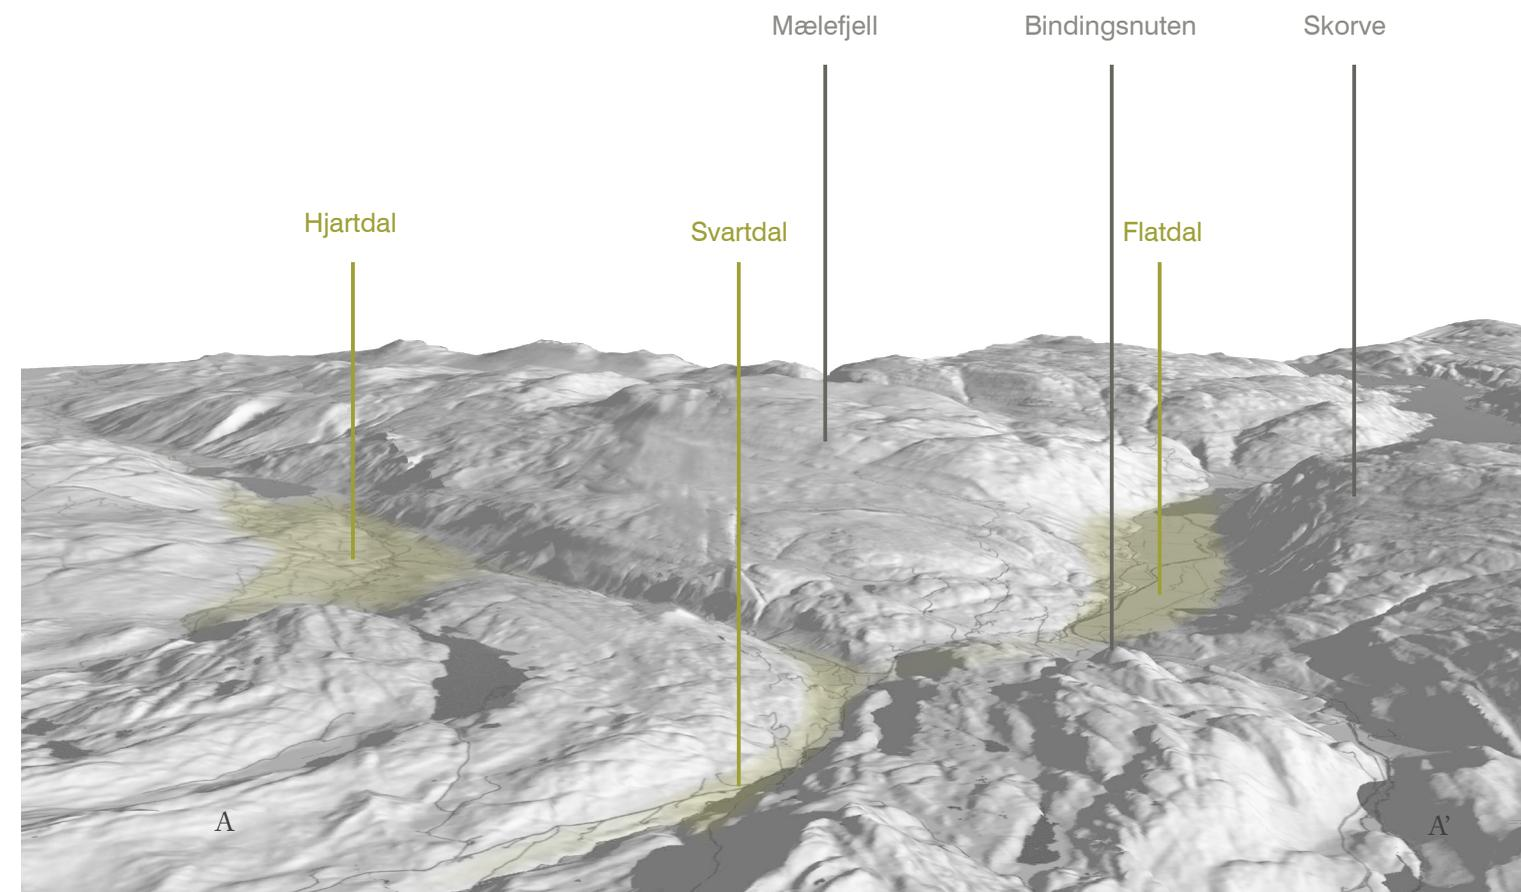 Mælefjell
Bindingsnuten
Skorve
Hjartdal
Svartdal
Flatdal
A
A’